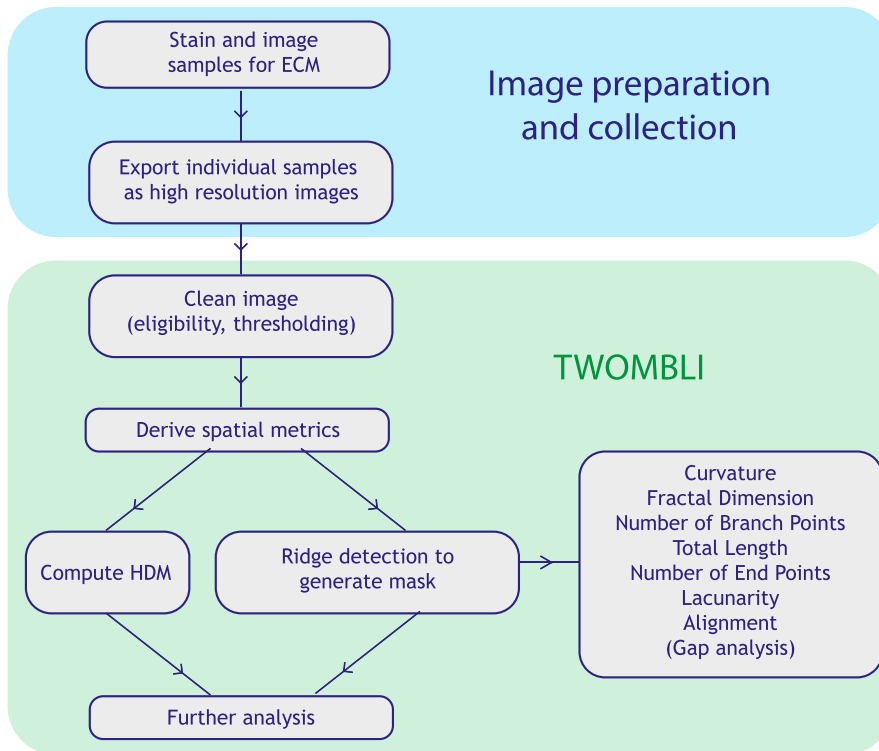 Stain and image
samples for ECM
Image preparation
and collection
Export individual samples
as high resolution images
Clean image
(eligibility, thresholding)
TWOMBLI
Derive spatial metrics
Compute HDM
Ridge detection to
generate mask
Curvature
Fractal Dimension
Number of Branch Points
Total Length
Number of End Points
Lacunarity
Alignment
(Gap analysis)
Further analysis